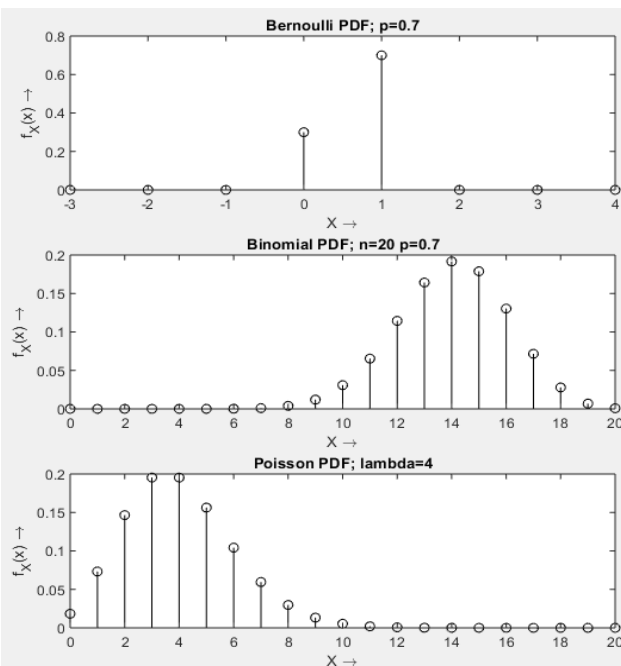 Bernoulli PDF; p=0.7
0.8
0.6
0.4
0.2
0
f_X(x) →
-3 -2 -1 0 1 2 3 4
X →
Binomial PDF; n=20 p=0.7
0.2
0.15
0.1
0.05
0
f_X(x) →
0 2 4 6 8 10 12 14 16 18 20
X →
Poisson PDF; lambda=4
0.2
0.15
0.1
0.05
0
f_X(x) →
0 2 4 6 8 10 12 14 16 18 20
X →